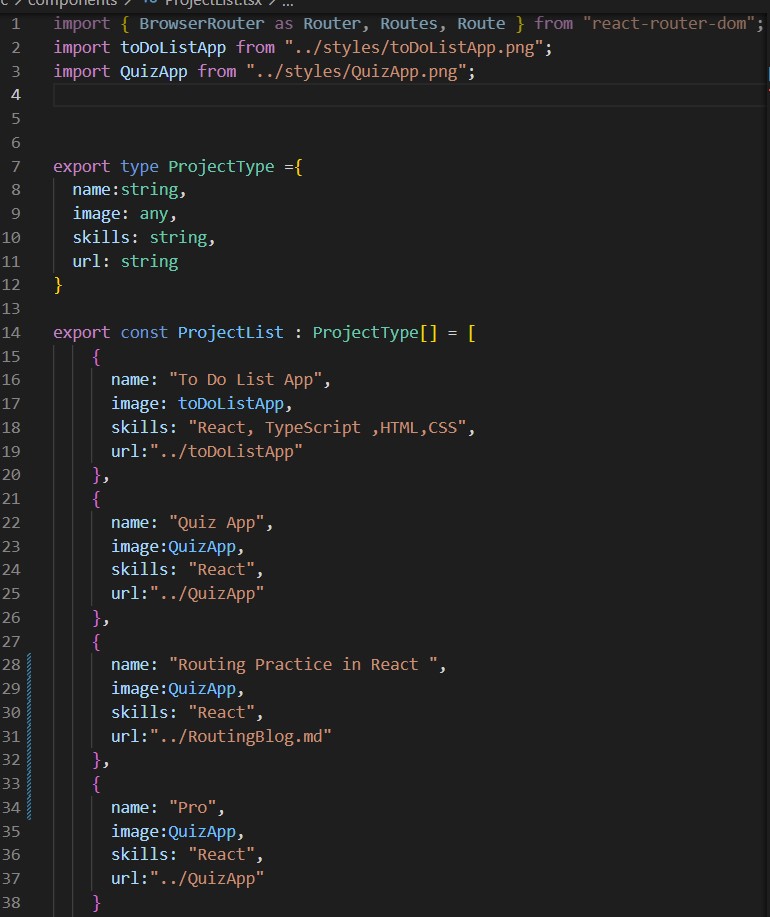 c > components > ProjectList.tsx > ...
1 import { BrowserRouter as Router, Routes, Route } from "react-router-dom";
2 import toDoListApp from "../styles/toDoListApp.png";
3 import QuizApp from "../styles/QuizApp.png";
4
5
6
7 export type ProjectType ={
8 name:string,
9 image: any,
10 skills: string,
11 url: string
12 }
13
14 export const ProjectList : ProjectType[] = [
15 {
16 name: "To Do List App",
17 image: toDoListApp,
18 skills: "React, TypeScript ,HTML,CSS",
19 url:"../toDoListApp"
20 },
21 {
22 name: "Quiz App",
23 image:QuizApp,
24 skills: "React",
25 url:"../QuizApp"
26 },
27 {
28 name: "Routing Practice in React ",
29 image:QuizApp,
30 skills: "React",
31 url:"../RoutingBlog.md"
32 },
33 {
34 name: "Pro",
35 image:QuizApp,
36 skills: "React",
37 url:"../QuizApp"
38 }